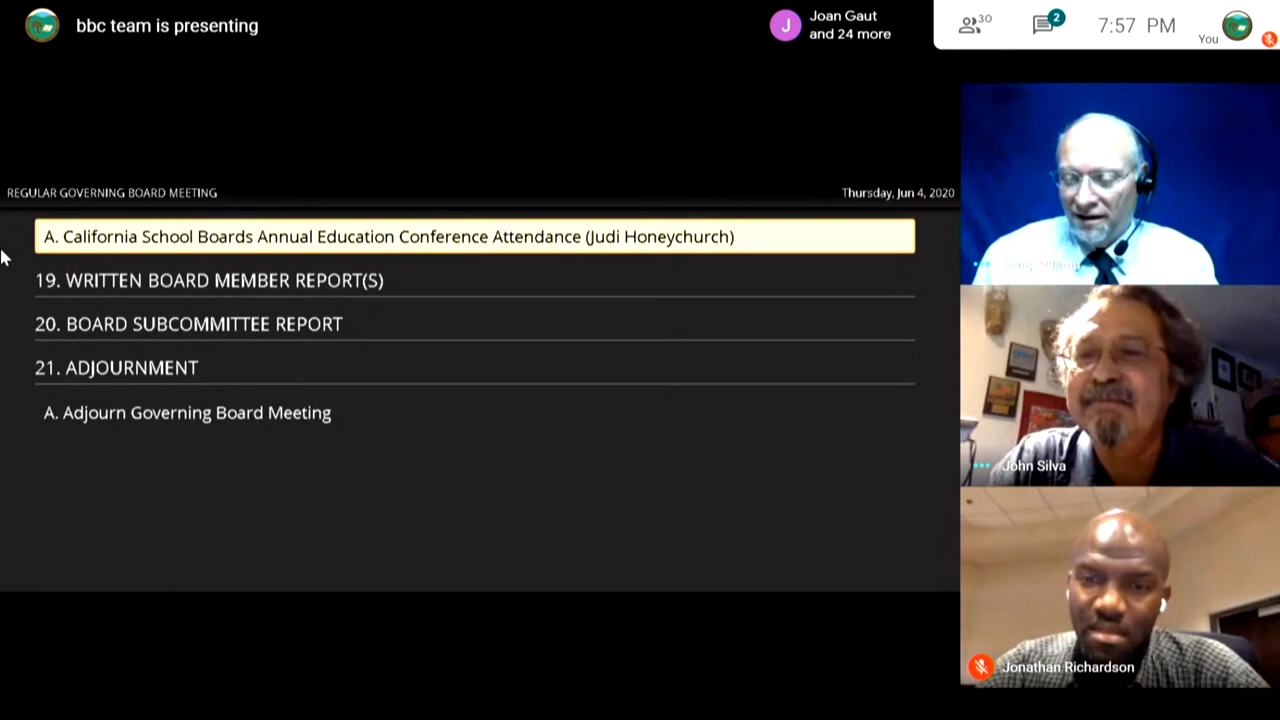 bbc team is presenting
J
Joan Gaut
and 24 more
30
2
7:57 PM
You
REGULAR GOVERNING BOARD MEETING
Thursday, Jun 4, 2020
A. California School Boards Annual Education Conference Attendance (Judi Honeychurch)
19. WRITTEN BOARD MEMBER REPORT(S)
20. BOARD SUBCOMMITTEE REPORT
21. ADJOURNMENT
A. Adjourn Governing Board Meeting
John Silva
Jonathan Richardson